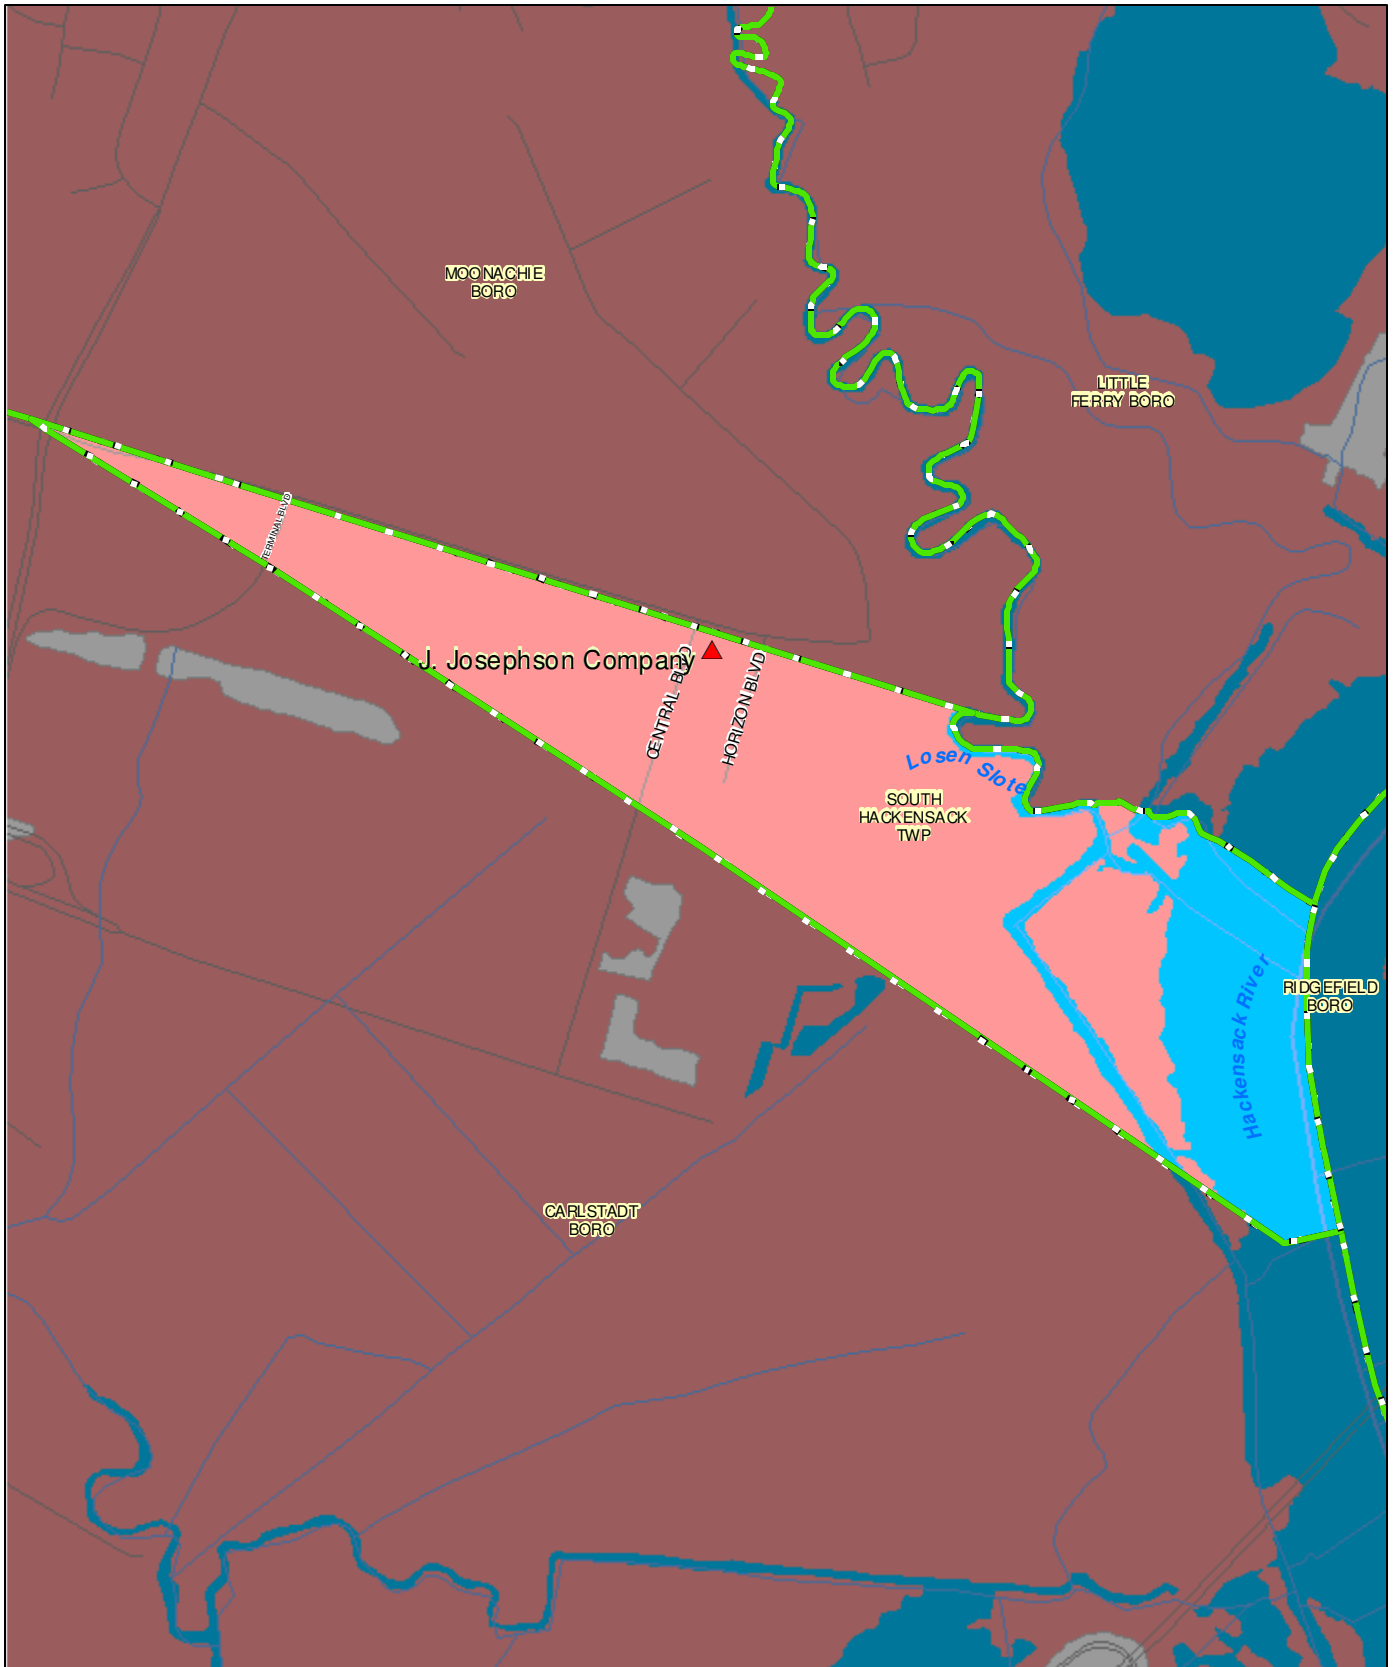 MOONACHIE
BORO
LITTLE
FERRY BORO
TERMINAL BLVD
J. Josephson Company
CENTRAL BLVD
HORIZON BLVD
Losen Slote
SOUTH
HACKENSACK
TWP
Hackensack River
RIDGEFIELD
BORO
CARLSTADT
BORO